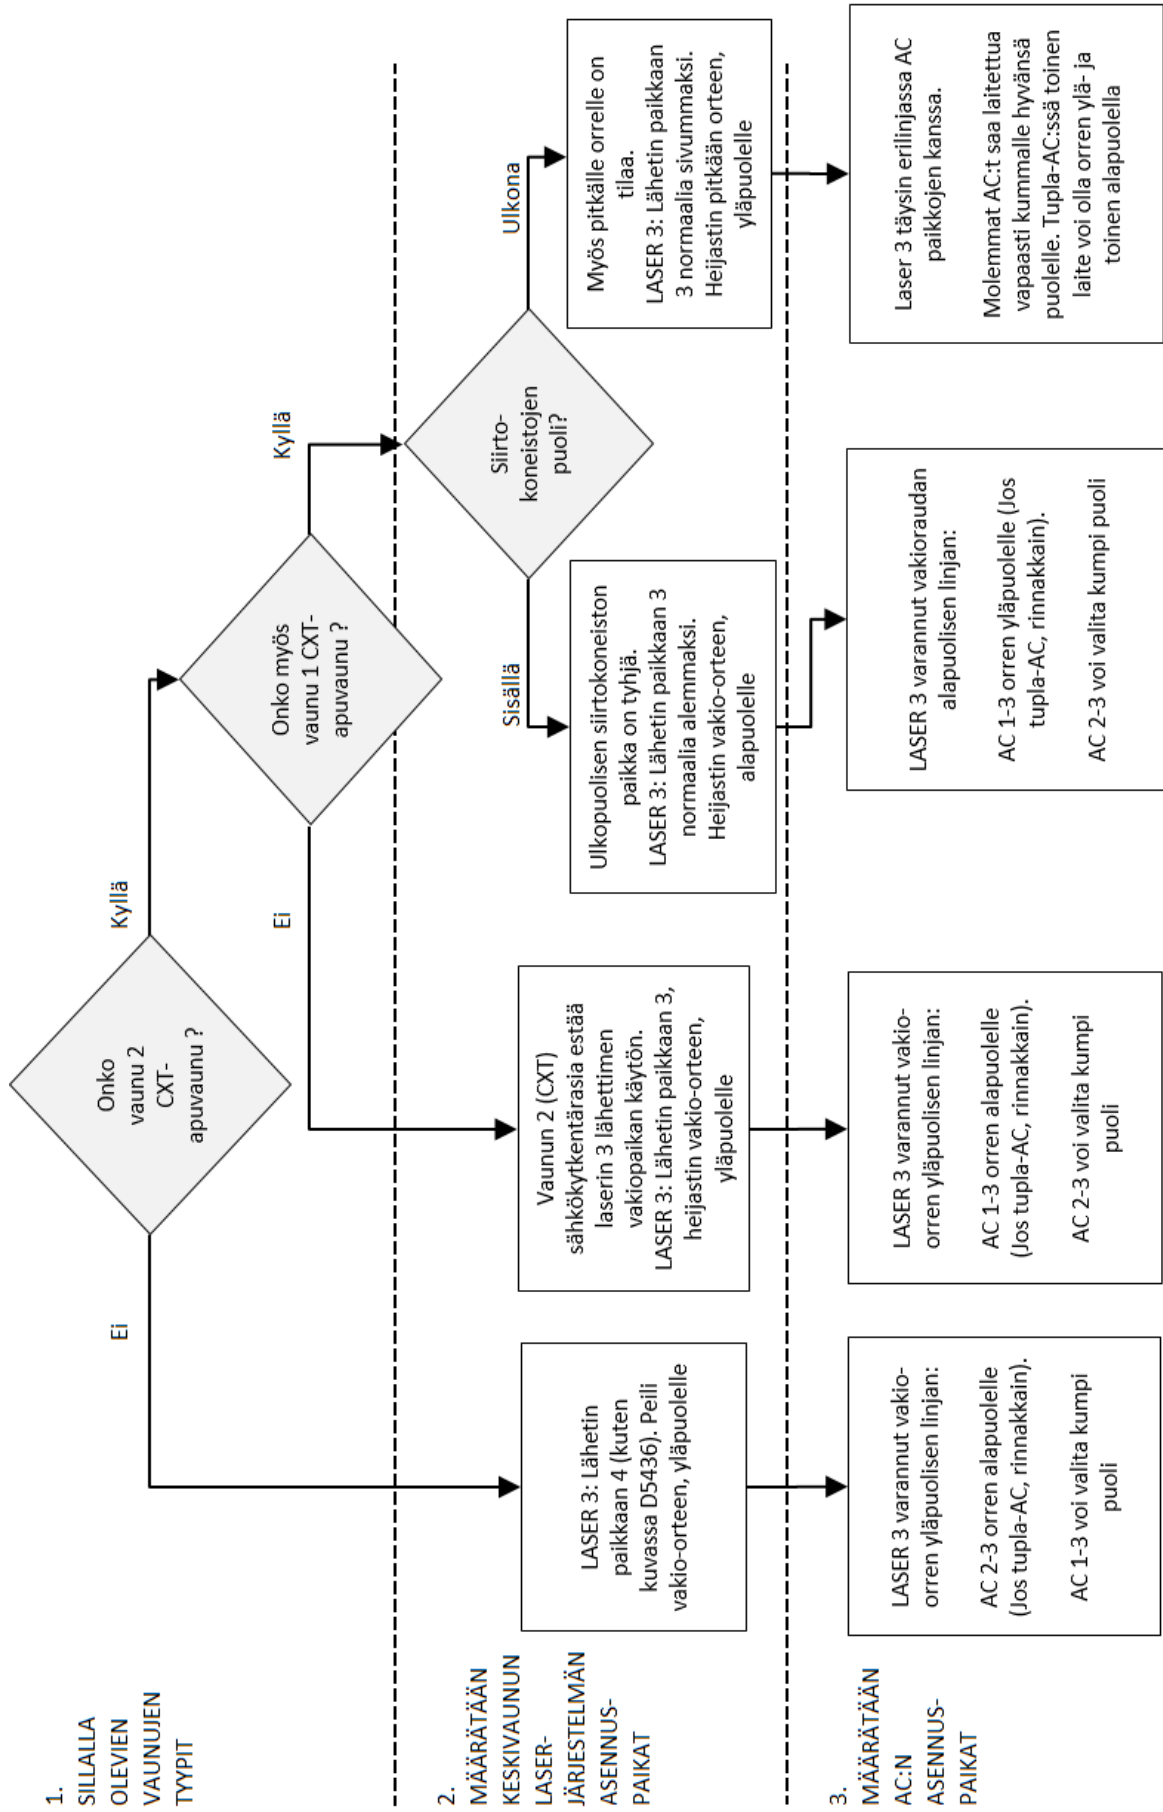 1.
SILLALLA
OLEVIEN
VAUNUJEN
TYYPIT
Onko
vaunu 2
CXT-
apuvaunu ?
Ei
Kyllä
Onko myös
vaunu 1 CXT-
apuvaunu ?
Ei
Kyllä
2.
MÄÄRÄTÄÄN
KESKIVAUNUN
LASER-
JÄRJESTELMÄN
ASENNUS-
PAIKAT
Siirto-
koneistojen
puoli?
Sisällä
Ulkona
LASER 3: Lähetin
paikkaan 4 (kuten
kuvassa D5436). Peili
vakio-orteen, yläpuolelle
Vaunun 2 (CXT)
sähkökytkentärasia estää
laserin 3 lähettimen
vakiopaikan käytön.
LASER 3: Lähetin paikkaan 3,
heijastin vakio-orteen,
yläpuolelle
Ulkopuolisen siirtokoneiston
paikka on tyhjä.
LASER 3: Lähetin paikkaan 3
normaalia alemmaksi.
Heijastin vakio-orteen,
alapuolelle
Myös pitkälle orrelle on
tilaa.
LASER 3: Lähetin paikkaan
3 normaalia sivummaksi.
Heijastin pitkään orteen,
yläpuolelle
3.
MÄÄRÄTÄÄN
AC:N
ASENNUS-
PAIKAT
LASER 3 varannut vakio-
orren yläpuolisen linjan:
AC 2-3 orren alapuolelle
(Jos tupla-AC, rinnakkain).
AC 1-3 voi valita kumpi
puoli
LASER 3 varannut vakio-
orren yläpuolisen linjan:
AC 1-3 orren alapuolelle
(Jos tupla-AC, rinnakkain).
AC 2-3 voi valita kumpi
puoli
LASER 3 varannut vakioraudan
alapuolisen linjan:
AC 1-3 orren yläpuolelle (Jos
tupla-AC, rinnakkain).
AC 2-3 voi valita kumpi puoli
Laser 3 täysin erilinjassa AC
paikkojen kanssa.
Molemmat AC:t saa laitettua
vapaasti kummalle hyvänsä
puolelle. Tupla-AC:ssä toinen
laite voi olla orren ylä- ja
toinen alapuolella